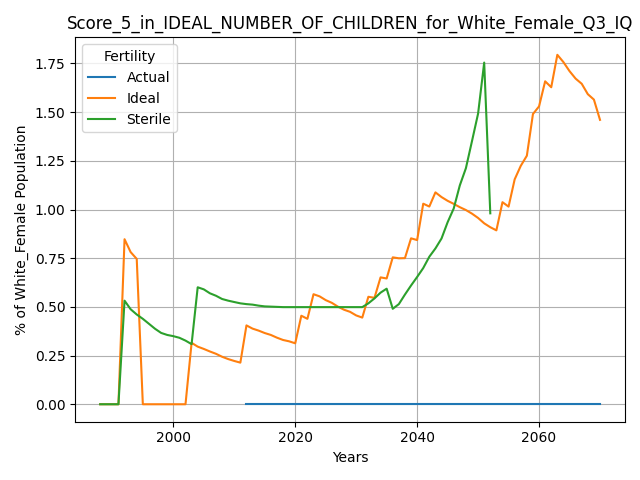 Score_5_in_IDEAL_NUMBER_OF_CHILDREN_for_White_Female_Q3_IQ
Fertility
Actual
Ideal
Sterile
% of White_Female Population
1.75
1.50
1.25
1.00
0.75
0.50
0.25
0.00
2000 2020 2040 2060
Years